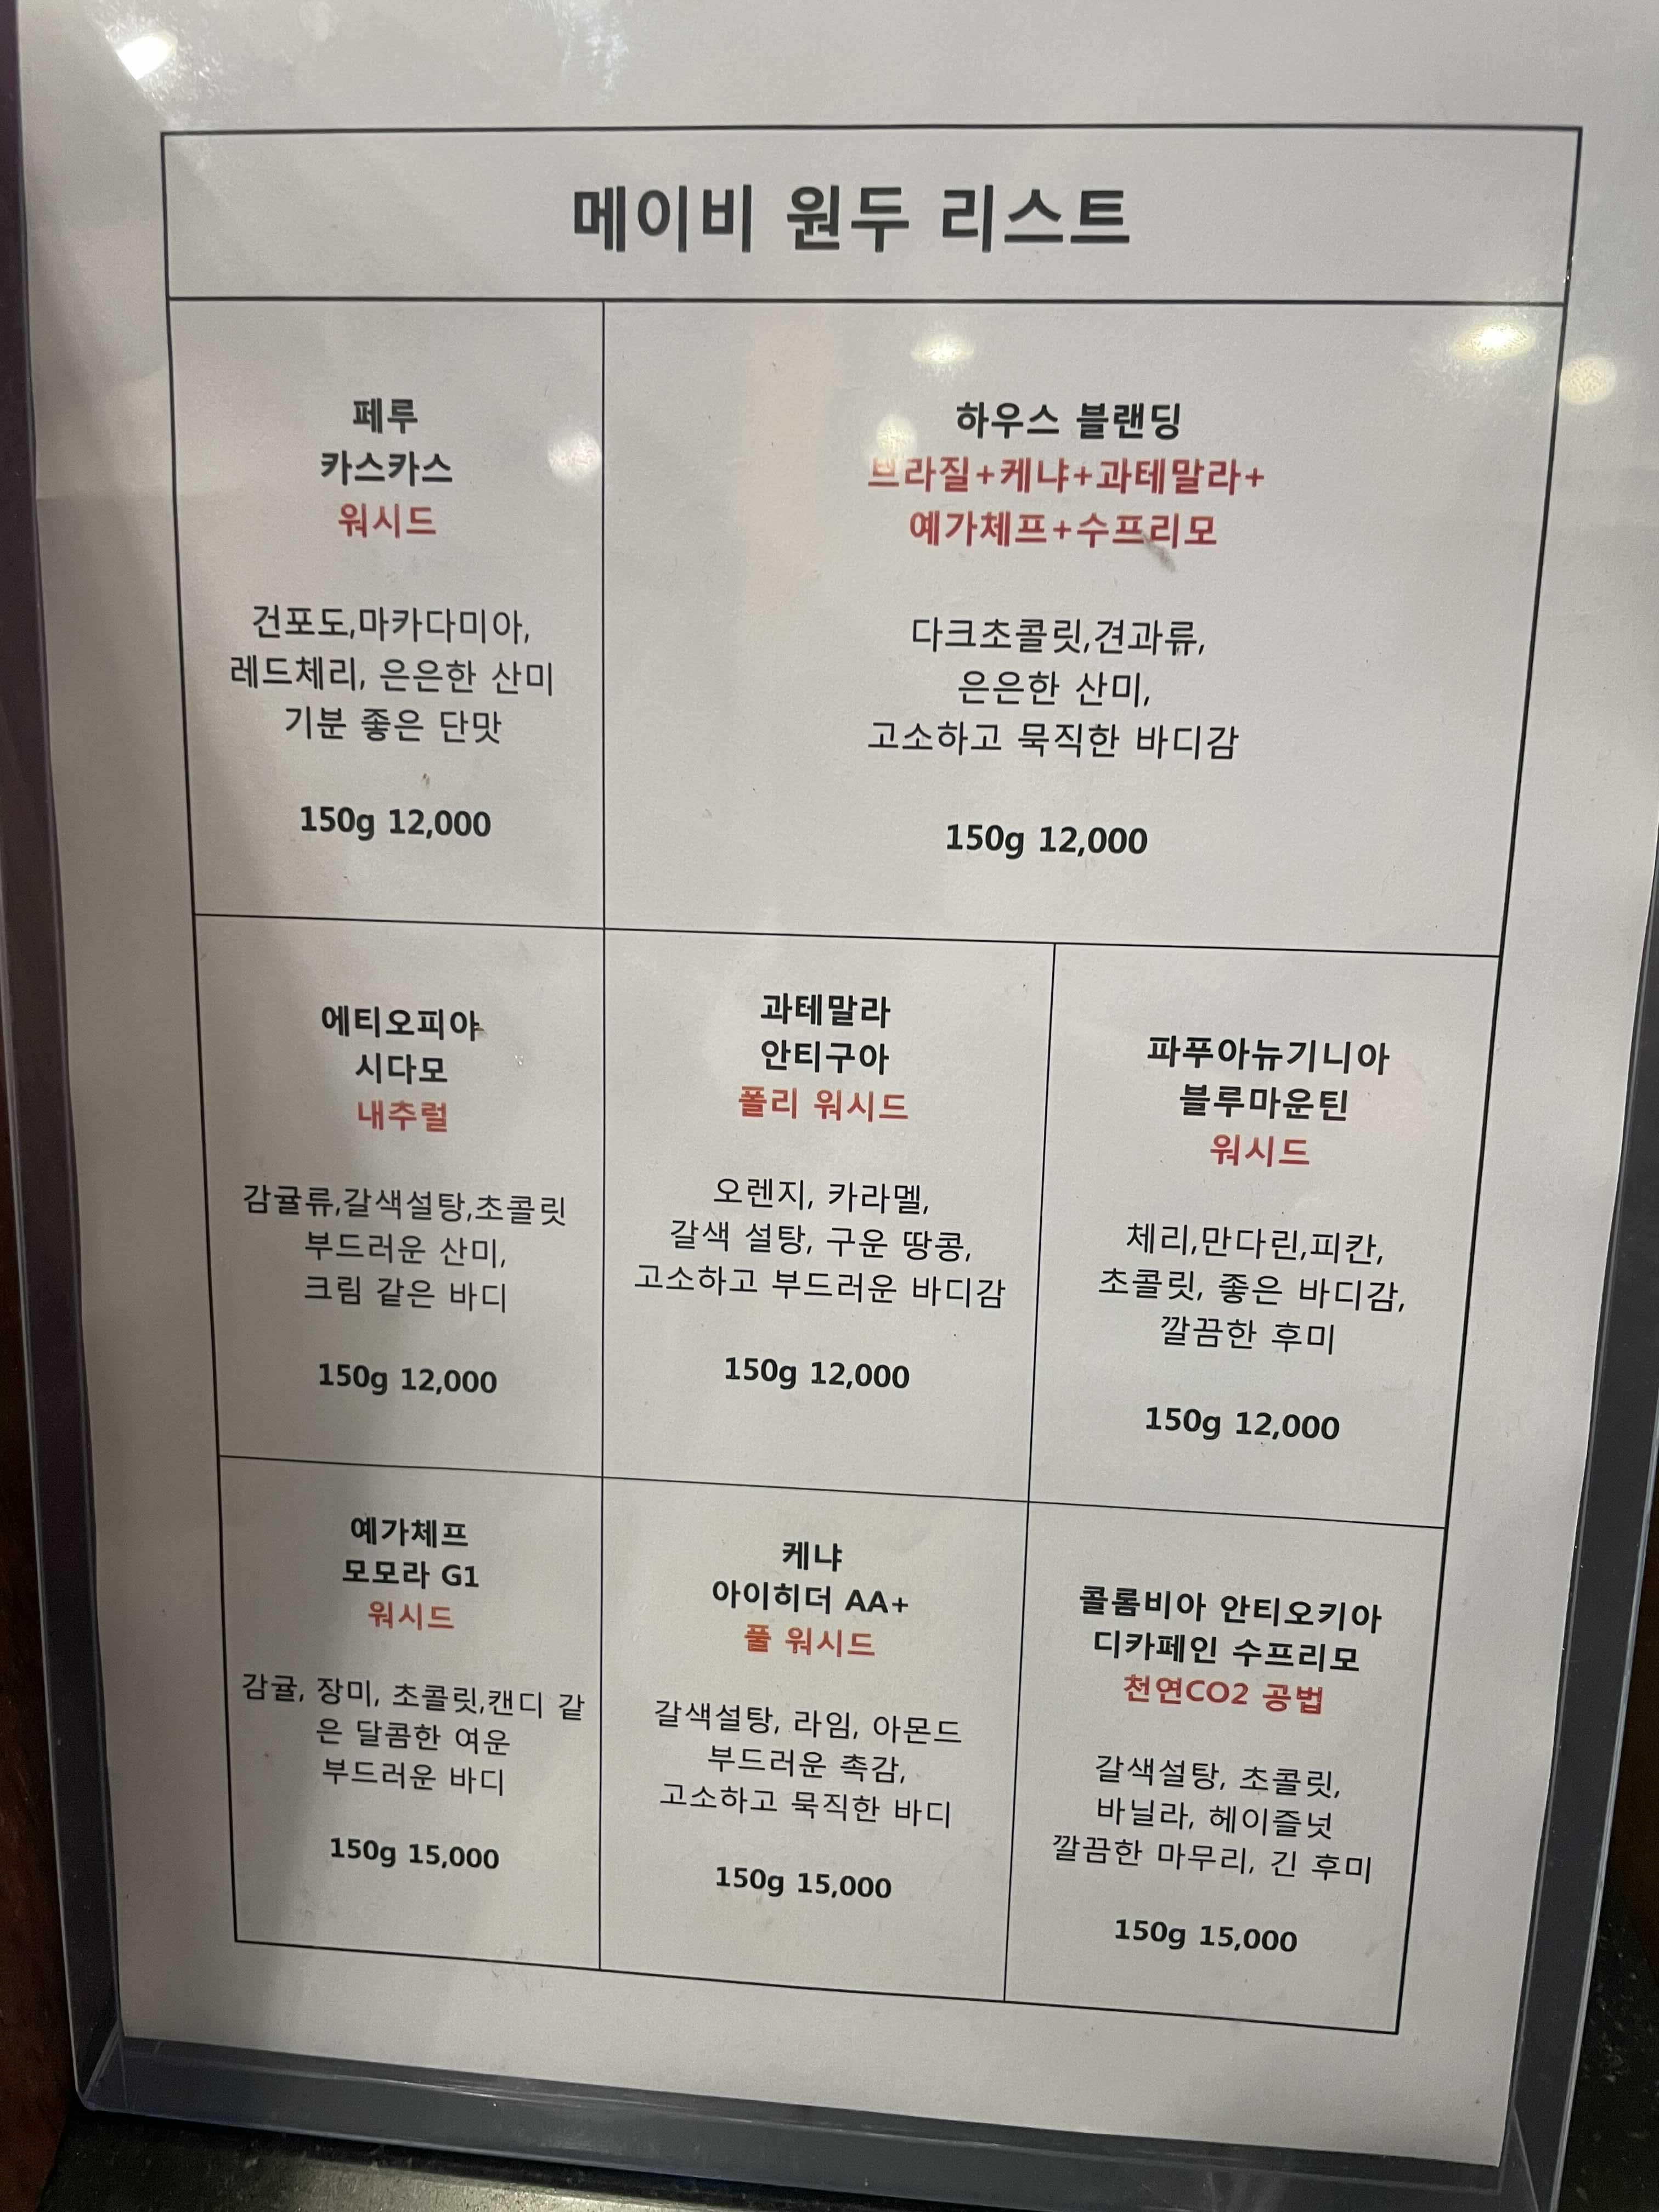 메이비 원두 리스트
페루
카스카스
워시드
건포도,마카다미아,
레드체리, 은은한 산미
기분 좋은 단맛
150g 12,000
하우스 블랜딩
브라질+케냐+과테말라+
예가체프+수프리모
다크초콜릿,견과류,
은은한 산미,
고소하고 묵직한 바디감
150g 12,000
에티오피아
시다모
내추럴
감귤류,갈색설탕,초콜릿
부드러운 산미,
크림 같은 바디
150g 12,000
과테말라
안티구아
폴리 워시드
오렌지, 카라멜,
갈색 설탕, 구운 땅콩,
고소하고 부드러운 바디감
150g 12,000
파푸아뉴기니아
블루마운틴
워시드
체리,만다린,피칸,
초콜릿, 좋은 바디감,
깔끔한 후미
150g 12,000
예가체프
모모라 G1
워시드
감귤, 장미, 초콜릿,캔디 같
은 달콤한 여운
부드러운 바디
150g 15,000
케냐
아이히더 AA+
풀 워시드
갈색설탕, 라임, 아몬드
부드러운 촉감,
고소하고 묵직한 바디
150g 15,000
콜롬비아 안티오키아
디카페인 수프리모
천연CO2 공법
갈색설탕, 초콜릿,
바닐라, 헤이즐넛
깔끔한 마무리, 긴 후미
150g 15,000